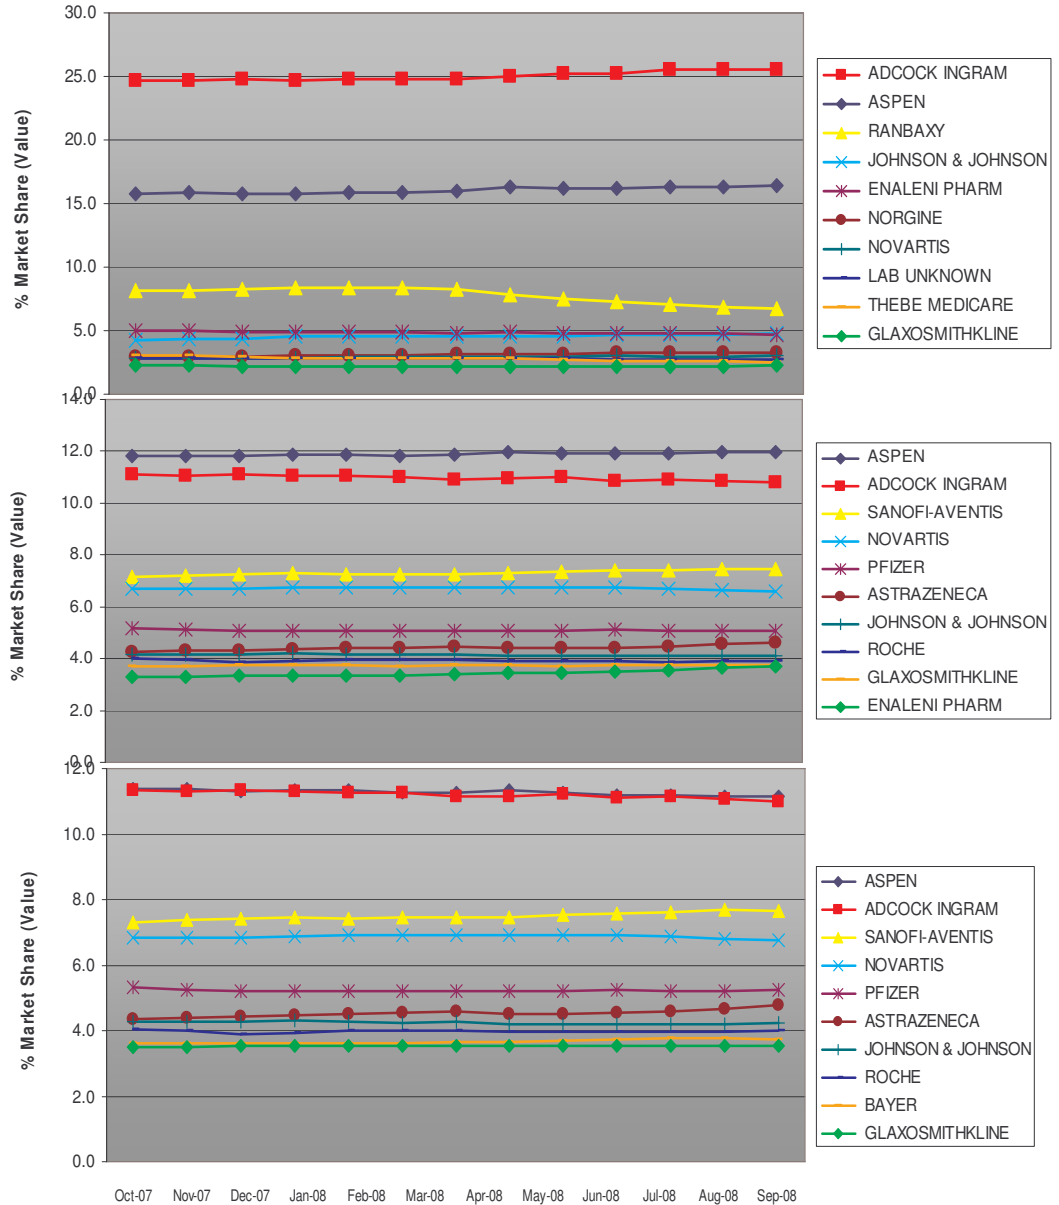 30.0
25.0
20.0
15.0
10.0
5.0
0.0
% Market Share (Value)
ADCOCK INGRAM
ASPEN
RANBAXY
JOHNSON & JOHNSON
ENALENI PHARM
NORGINE
NOVARTIS
LAB UNKNOWN
THEBE MEDICARE
GLAXOSMITHKLINE
14.0
12.0
10.0
8.0
6.0
4.0
2.0
0.0
% Market Share (Value)
ASPEN
ADCOCK INGRAM
SANOFI-AVENTIS
NOVARTIS
PFIZER
ASTRAZENECA
JOHNSON & JOHNSON
ROCHE
GLAXOSMITHKLINE
ENALENI PHARM
12.0
10.0
8.0
6.0
4.0
2.0
0.0
% Market Share (Value)
ASPEN
ADCOCK INGRAM
SANOFI-AVENTIS
NOVARTIS
PFIZER
ASTRAZENECA
JOHNSON & JOHNSON
ROCHE
BAYER
GLAXOSMITHKLINE
Oct-07 Nov-07 Dec-07 Jan-08 Feb-08 Mar-08 Apr-08 May-08 Jun-08 Jul-08 Aug-08 Sep-08